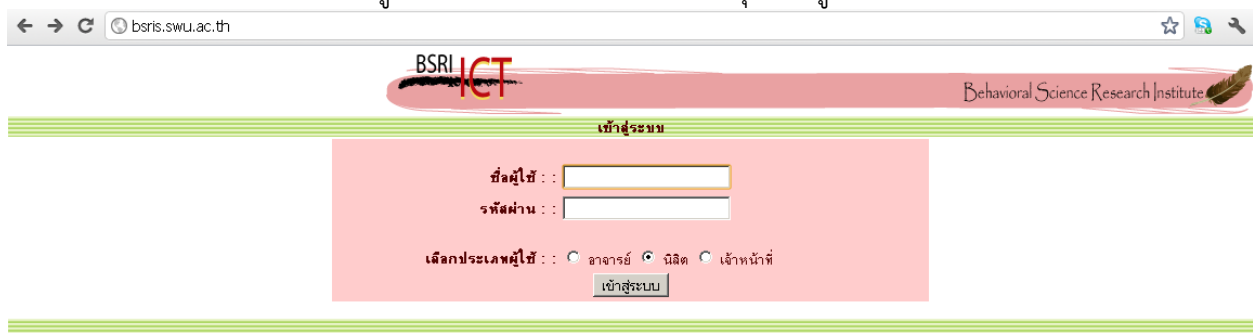 bsris.swu.ac.th
BSRI ICT
Behavioral Science Research Institute
เข้าสู่ระบบ
ชื่อผู้ใช้ : :
รหัสผ่าน : :
เลือกประเภทผู้ใช้ : : อาจารย์ นิสิต เจ้าหน้าที่
เข้าสู่ระบบ